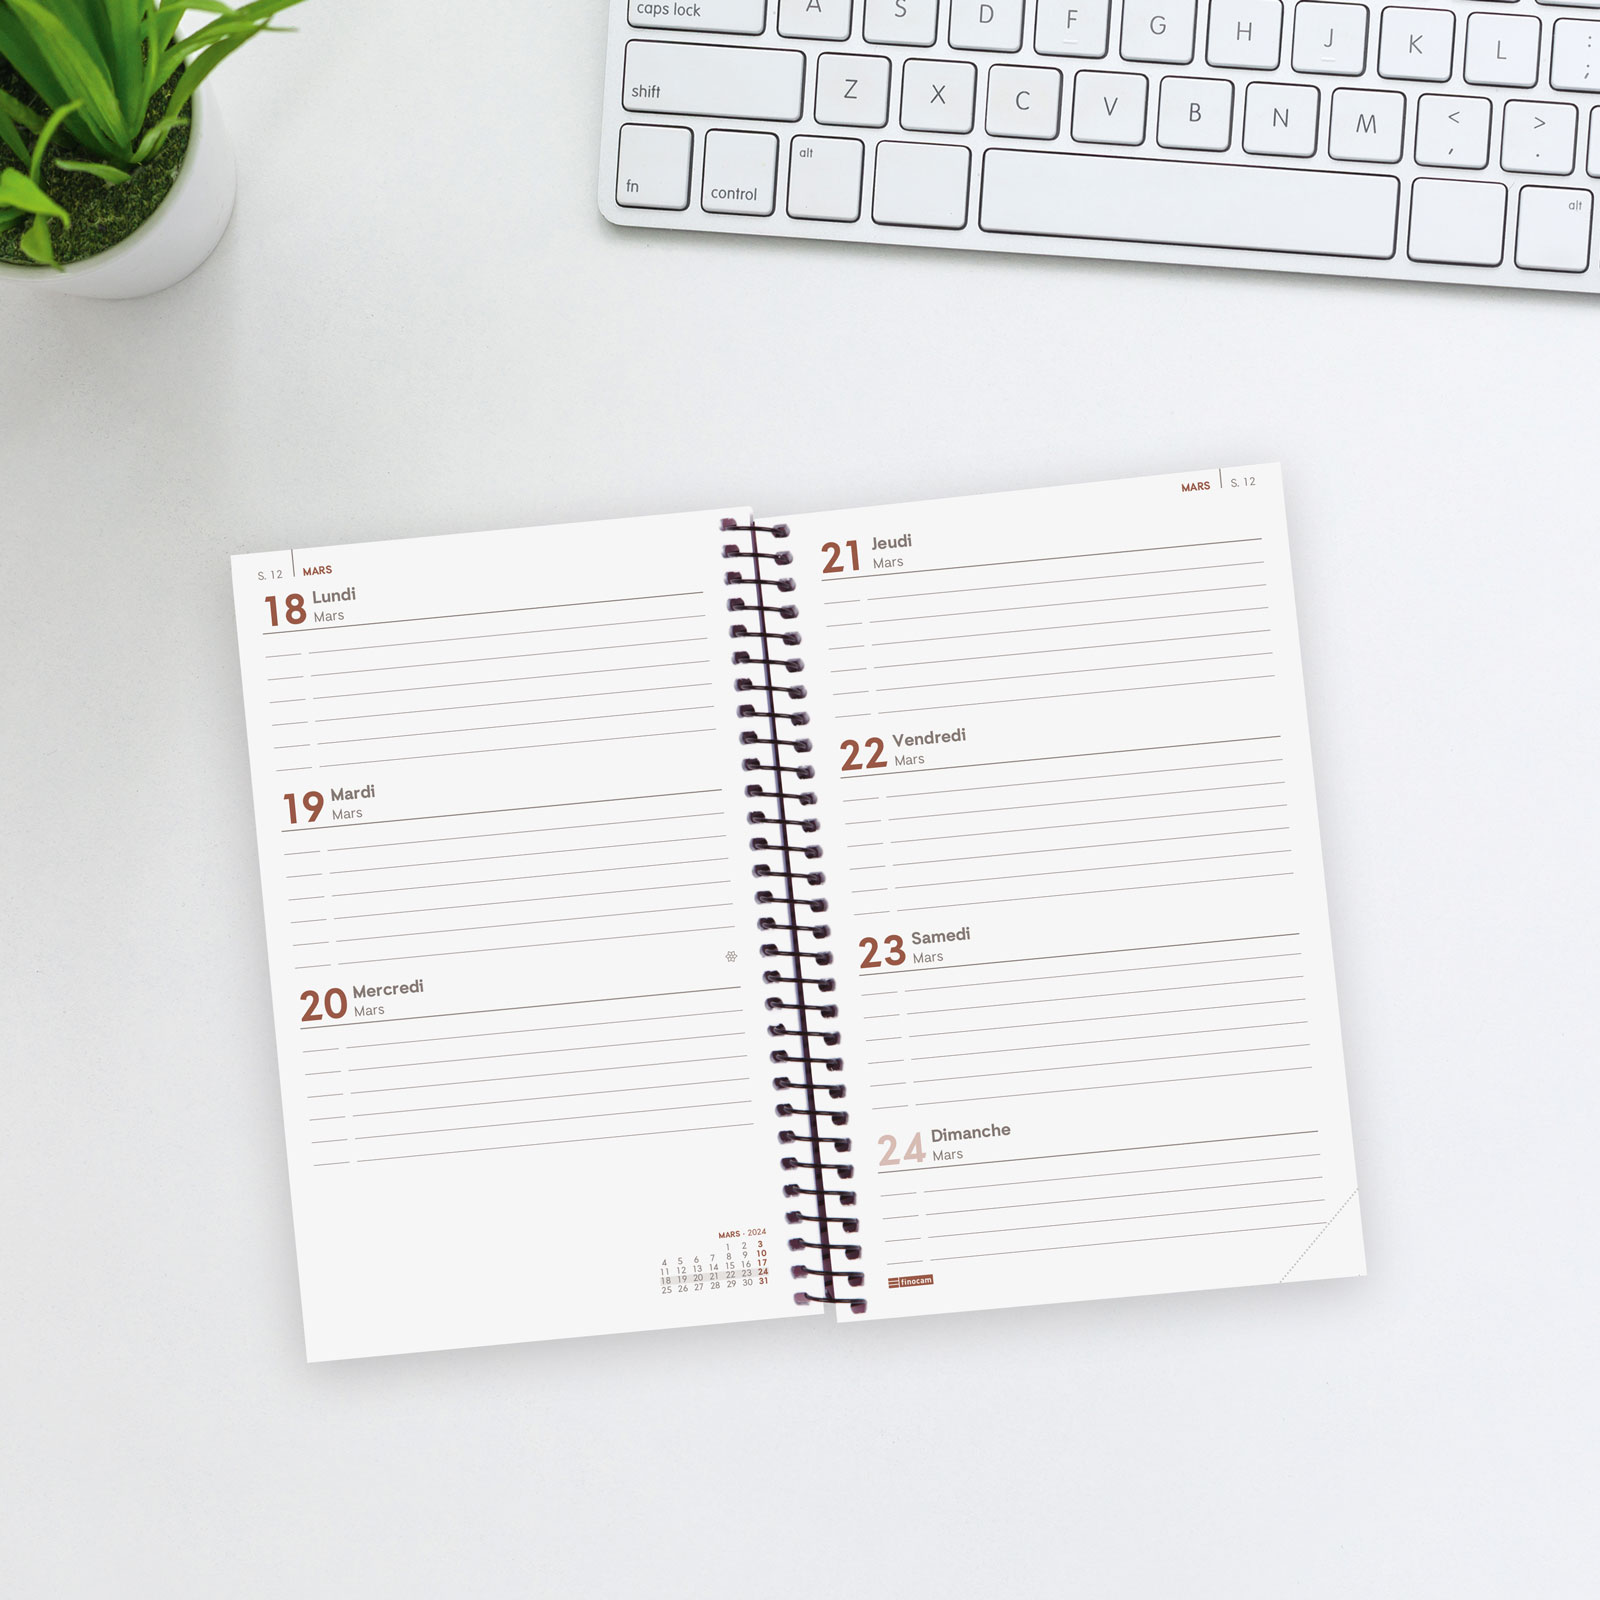 caps lock A S D F G H J K L : ;
shift Z X C V B N M < , > .
fn control alt alt
S. 12 MARS
18 Lundi
Mars
19 Mardi
Mars
20 Mercredi
Mars
MARS - 2024
1 2 3
4 5 6 7 8 9 10
11 12 13 14 15 16 17
18 19 20 21 22 23 24
25 26 27 28 29 30 31
MARS S. 12
21 Jeudi
Mars
22 Vendredi
Mars
23 Samedi
Mars
24 Dimanche
Mars
finocam